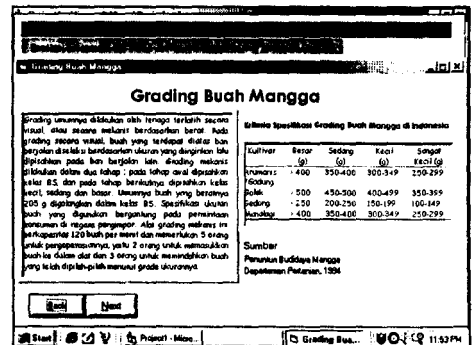 Grading Buah Mangga
Grading Buah Mangga
Grading umumnya dilakukan oleh tenaga terlatih secara
visual, atau secara mekanis berdasarkan berat. Pada
grading secara visual, buah yang terdapat diatas ban
berjalan diseleksi berdasarkan ukuran yang diinginkan lalu
dipisahkan pada ban berjalan lain. Grading mekanis
dilakukan dalam dua tahap : pada tahap awal dipisahkan
kelas BS, dan pada tahap berikutnya dipisahkan kelas
kecil, sedang dan besar. Umumnya buah yang beratnya
205 g digolongkan dalam kelas BS. Spesifikasi ukuran
buah yang digunakan bergantung pada permintaan
konsumen di negara pengimpor. Alat grading mekanis ini
berkapasitas 120 buah per menit dan memerlukan 5 orang
untuk pengoperasiannya, yaitu 2 orang untuk memasukkan
buah ke dalam alat dan 3 orang untuk memindahkan buah
yang telah dipilah-pilah menurut grade ukurannya.
Kriteria Spesifikasi Grading Buah Mangga di Indonesia
Kultivar Besar (g) Sedang (g) Kecil (g) Sangat Kecil (g)
Arumanis > 400 350-400 300-349 250-299
/Gadung
Golek > 500 450-500 400-499 350-399
Gedong > 250 200-250 150-199 100-149
Manalagi > 400 350-400 300-349 250-299
Sumber
Penuntun Budidaya Mangga
Departemen Pertanian, 1994
Back Next
Start Project1 - Micro... Grading Bua... 11:53 PM